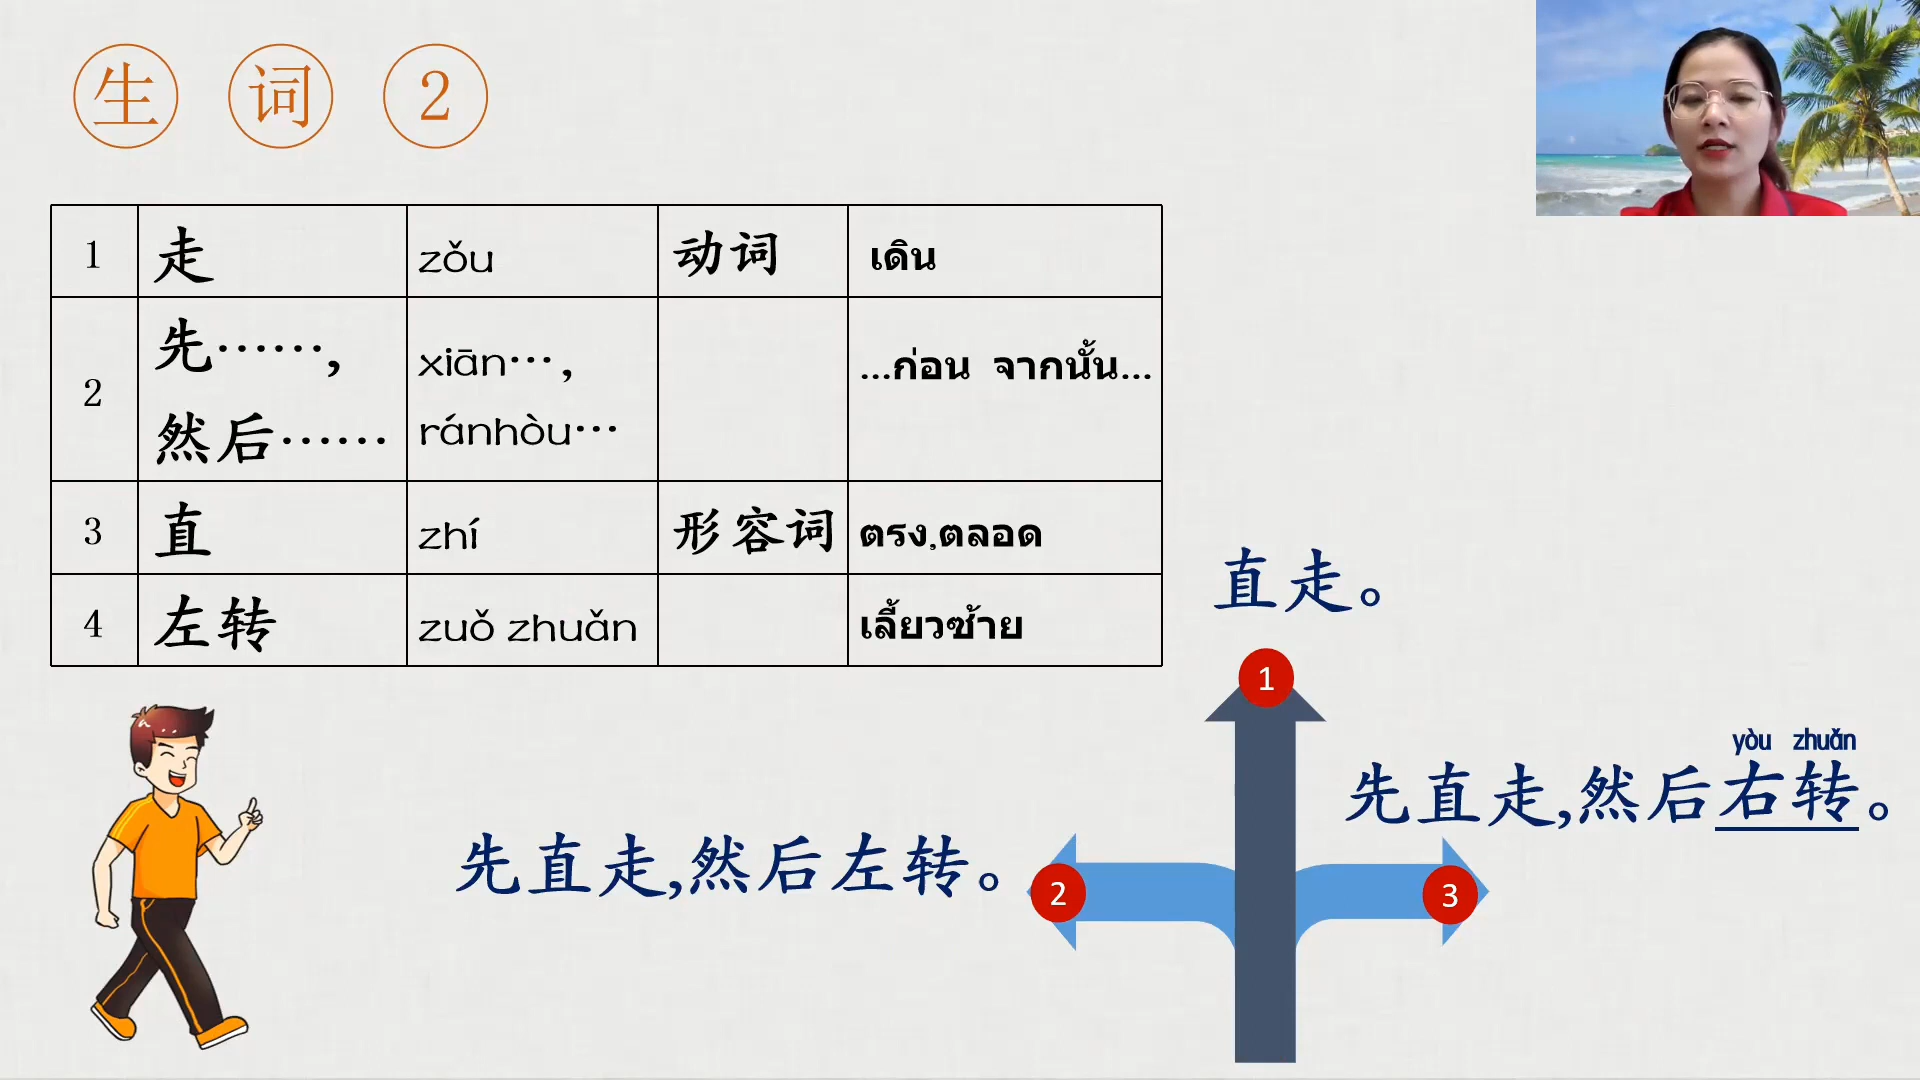 生 词 2
1 走 zǒu 动词 เดิน
2 先……, 然后…… xiān…, ránhòu… ...ก่อน จากนั้น...
3 直 zhí 形容词 ตรง,ตลอด
4 左转 zuǒ zhuǎn เลี้ยวซ้าย
直走。
1
yòu zhuǎn
先直走,然后右转。
先直走,然后左转。
2
3